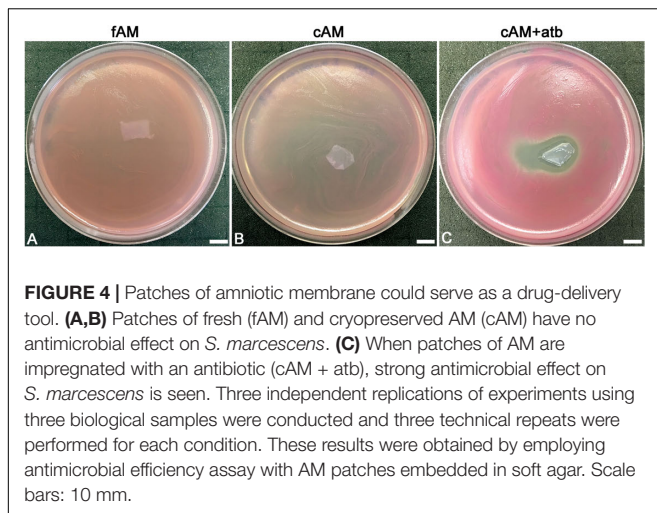 fAM
cAM
cAM+atb
A
B
C
FIGURE 4 | Patches of amniotic membrane could serve as a drug-delivery
tool. (A,B) Patches of fresh (fAM) and cryopreserved AM (cAM) have no
antimicrobial effect on S. marcescens. (C) When patches of AM are
impregnated with an antibiotic (cAM + atb), strong antimicrobial effect on
S. marcescens is seen. Three independent replications of experiments using
three biological samples were conducted and three technical repeats were
performed for each condition. These results were obtained by employing
antimicrobial efficiency assay with AM patches embedded in soft agar. Scale
bars: 10 mm.